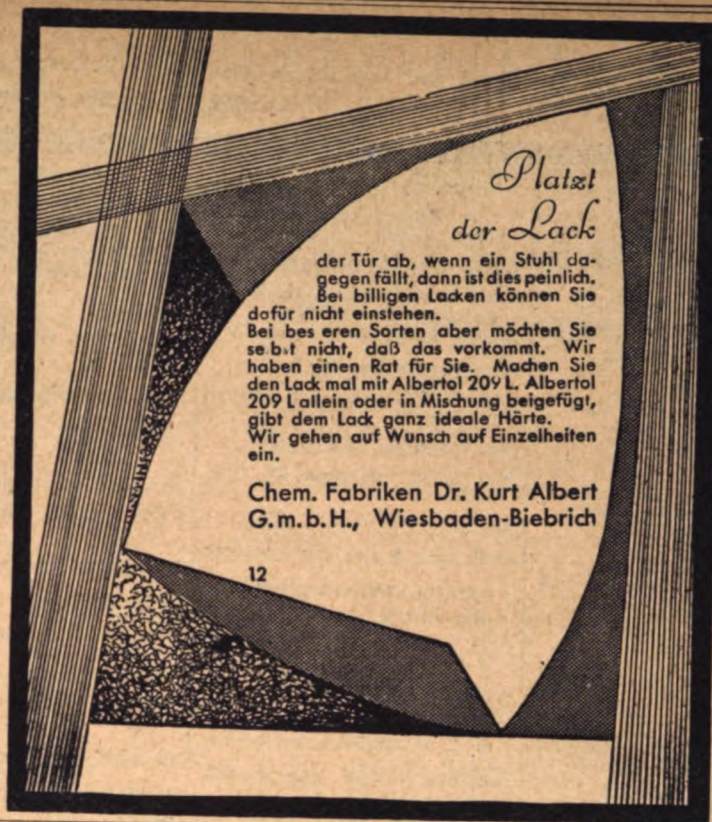 Platzt
der Lack
der Tür ab, wenn ein Stuhl da-
gegen fällt, dann ist dies peinlich.
Bei billigen Lacken können Sie
dafür nicht einstehen.
Bei bes eren Sorten aber möchten Sie
se b.t nicht, daß das vorkommt. Wir
haben einen Rat für Sie. Machen Sie
den Lack mal mit Albertol 209 L. Albertol
209 L allein oder in Mischung beigefügt,
gibt dem Lack ganz ideale Härte.
Wir gehen auf Wunsch auf Einzelheiten
ein.
Chem. Fabriken Dr. Kurt Albert
G.m.b.H., Wiesbaden-Biebrich
12